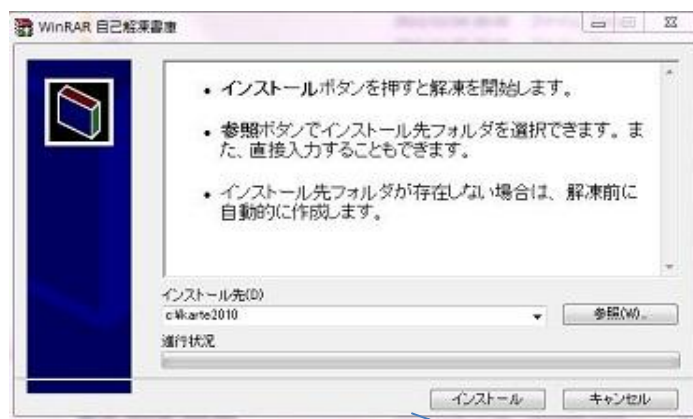 WinRAR 自己解凍書庫
• インストールボタンを押すと解凍を開始します。
• 参照ボタンでインストール先フォルダを選択できます。ま
た、直接入力することもできます。
• インストール先フォルダが存在しない場合は、解凍前に
自動的に作成します。
インストール先(D)
c:¥karte2010
参照(W)...
進行状況
インストール
キャンセル